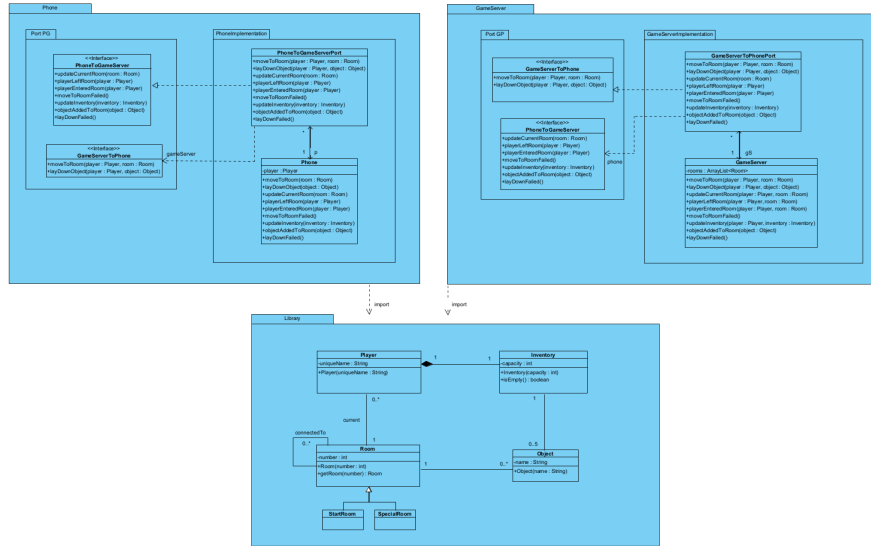 Phone
Port PG
<<Interface>>
PhoneToGameServer
+updateCurrentRoom(room : Room)
+playerLeftRoom(player : Player)
+playerEnteredRoom(player : Player)
+moveToRoomFailed()
+updateInventory(inventory : Inventory)
+objectAddedToRoom(object : Object)
+layDownFailed()
<<Interface>>
GameServerToPhone
+moveToRoom(player : Player, room : Room)
+layDownObject(player : Player, object : Object)
gameServer
PhoneImplementation
PhoneToGameServerPort
+moveToRoom(player : Player, room : Room)
+layDownObject(player : Player, object : Object)
+updateCurrentRoom(room : Room)
+playerLeftRoom(player : Player)
+playerEnteredRoom(player : Player)
+moveToRoomFailed()
+updateInventory(inventory : Inventory)
+objectAddedToRoom(object : Object)
+layDownFailed()
*
1
p
Phone
-player : Player
+moveToRoom(room : Room)
+layDownObject(object : Object)
+updateCurrentRoom(room : Room)
+playerLeftRoom(player : Player)
+playerEnteredRoom(player : Player)
+moveToRoomFailed()
+updateInventory(inventory : Inventory)
+objectAddedToRoom(object : Object)
+layDownFailed()
GameServer
Port GP
<<Interface>>
GameServerToPhone
+moveToRoom(player : Player, room : Room)
+layDownObject(player : Player, object : Object)
<<Interface>>
PhoneToGameServer
+updateCurrentRoom(room : Room)
+playerLeftRoom(player : Player)
+playerEnteredRoom(player : Player)
+moveToRoomFailed()
+updateInventory(inventory : Inventory)
+objectAddedToRoom(object : Object)
+layDownFailed()
phone
GameServerImplementation
GameServerToPhonePort
+moveToRoom(player : Player, room : Room)
+layDownObject(player : Player, object : Object)
+updateCurrentRoom(room : Room)
+playerLeftRoom(player : Player)
+playerEnteredRoom(player : Player)
+moveToRoomFailed()
+updateInventory(inventory : Inventory)
+objectAddedToRoom(object : Object)
+layDownFailed()
*
1
gS
GameServer
-rooms : ArrayList<Room>
+moveToRoom(player : Player, room : Room)
+layDownObject(player : Player, object : Object)
+updateCurrentRoom(player : Player, room : Room)
+playerLeftRoom(player : Player, room : Room)
+playerEnteredRoom(player : Player, room : Room)
+moveToRoomFailed()
+updateInventory(player : Player, inventory : Inventory)
+objectAddedToRoom(object : Object)
+layDownFailed()
import
import
Library
Player
-uniqueName : String
+Player(uniqueName : String)
1
1
Inventory
-capacity : int
+Inventory(capacity : int)
+isEmpty() : boolean
0..*
current
1
1
0..5
connectedTo
0..*
Room
-number : int
+Room(number : int)
+getRoom(number) : Room
1
0..*
Object
-name : String
+Object(name : String)
StartRoom
SpecialRoom